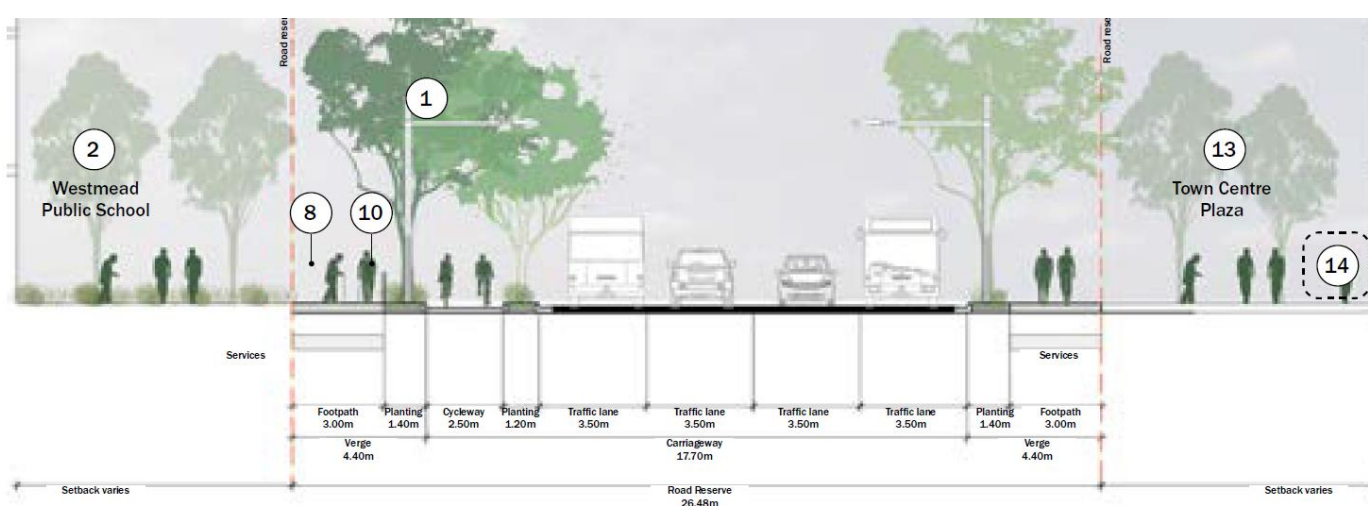 Road rese
Road rese
1
2
Westmead
Public School
13
Town Centre
Plaza
8
10
14
Services
Services
Footpath
3.00m
Planting
1.40m
Cycleway
2.50m
Planting
1.20m
Traffic lane
3.50m
Traffic lane
3.50m
Traffic lane
3.50m
Traffic lane
3.50m
Planting
1.40m
Footpath
3.00m
Verge
4.40m
Carriageway
17.70m
Verge
4.40m
Setback varies
Road Reserve
26.48m
Setback varies